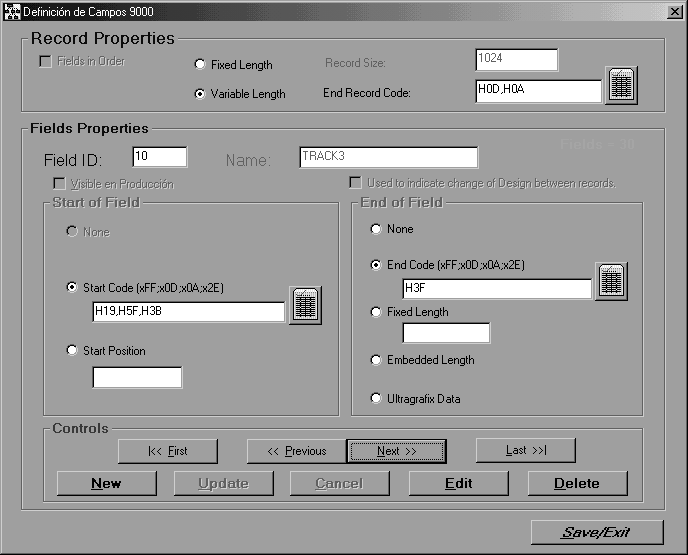 Definición de Campos 9000
Record Properties
Fields in Order
Fixed Length
Record Size:
1024
Variable Length
End Record Code:
H0D,H0A
Fields Properties
Fields = 30
Field ID:
10
Name:
TRACK3
Visible en Producción
Used to indicate change of Design between records.
Start of Field
None
Start Code (xFF;x0D;x0A;x2E)
H19,H5F,H3B
Start Position
End of Field
None
End Code (xFF;x0D;x0A;x2E)
H3F
Fixed Length
Embedded Length
Ultragrafix Data
Controls
|<< First
<< Previous
Next >>
Last >>|
New
Update
Cancel
Edit
Delete
Save/Exit